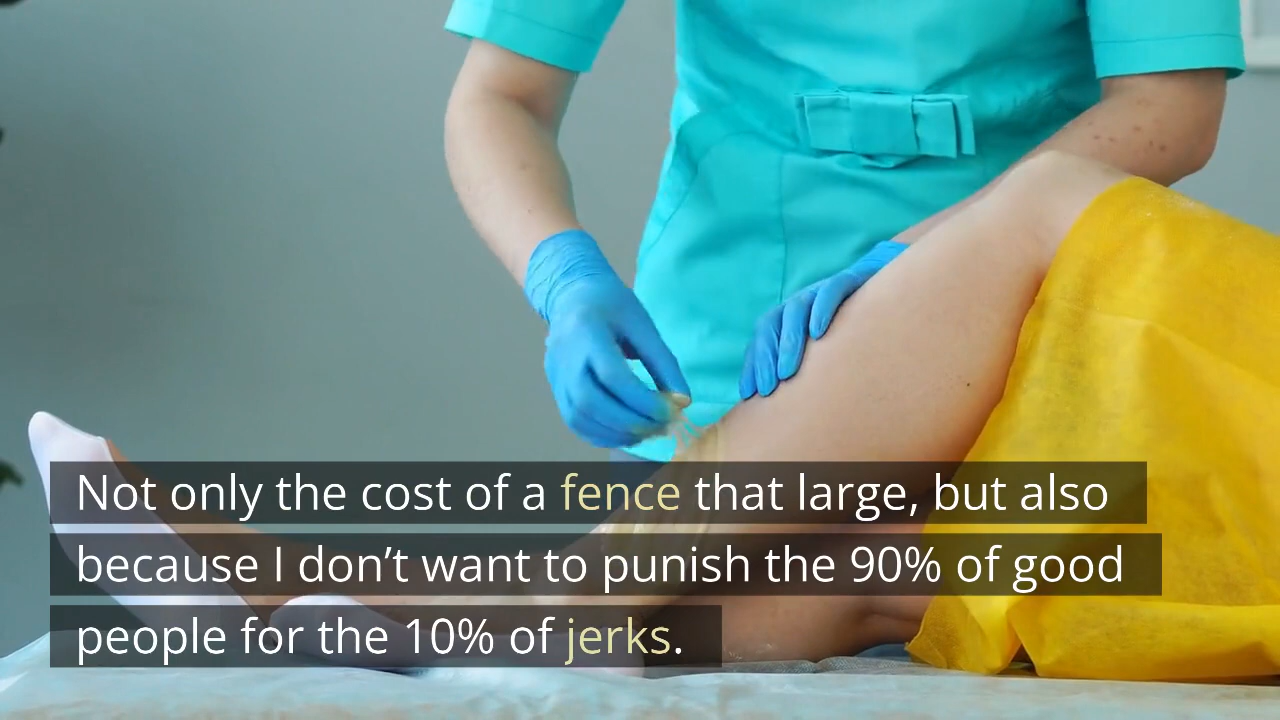 Not only the cost of a fence that large, but also
because I don’t want to punish the 90% of good
people for the 10% of jerks.